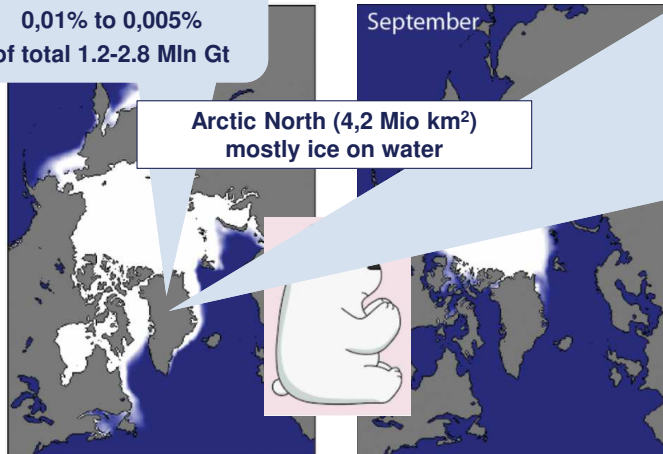 0,01% to 0,005%
of total 1.2-2.8 Mln Gt
September
Arctic North (4,2 Mio km²)
mostly ice on water